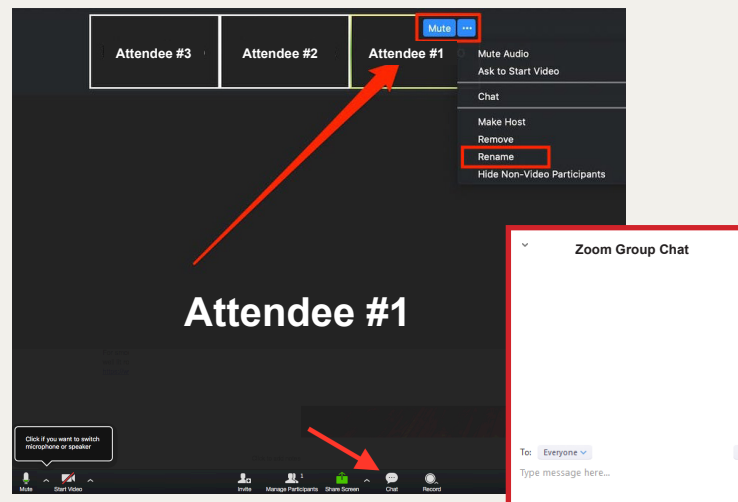 Mute ...
Attendee #3
Attendee #2
Attendee #1
Mute Audio
Ask to Start Video
Chat
Make Host
Remove
Rename
Hide Non-Video Participants
Attendee #1
Zoom Group Chat
To: Everyone
Type message here...
Click if you want to switch
microphone or speaker
Mute
Start Video
Invite
1
Manage Participants
Share Screen
Chat
Record